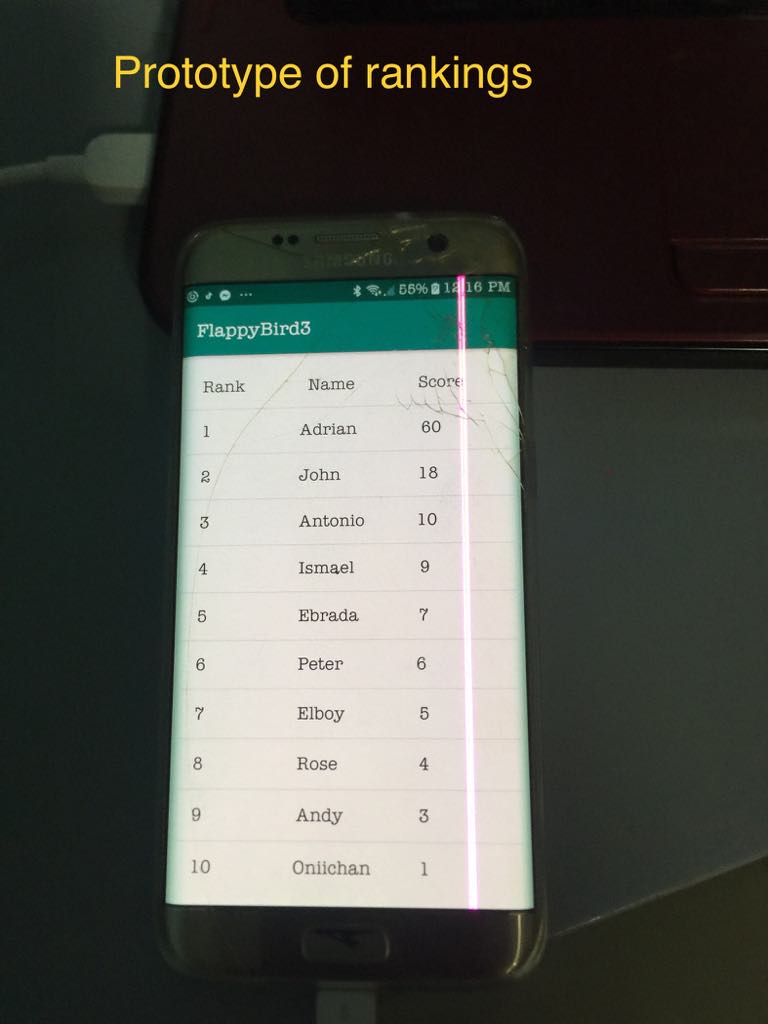 Prototype of rankings
SAMSUNG
55% 12:16 PM
FlappyBird3
Rank Name Score
1 Adrian 60
2 John 18
3 Antonio 10
4 Ismael 9
5 Ebrada 7
6 Peter 6
7 Elboy 5
8 Rose 4
9 Andy 3
10 Oniichan 1